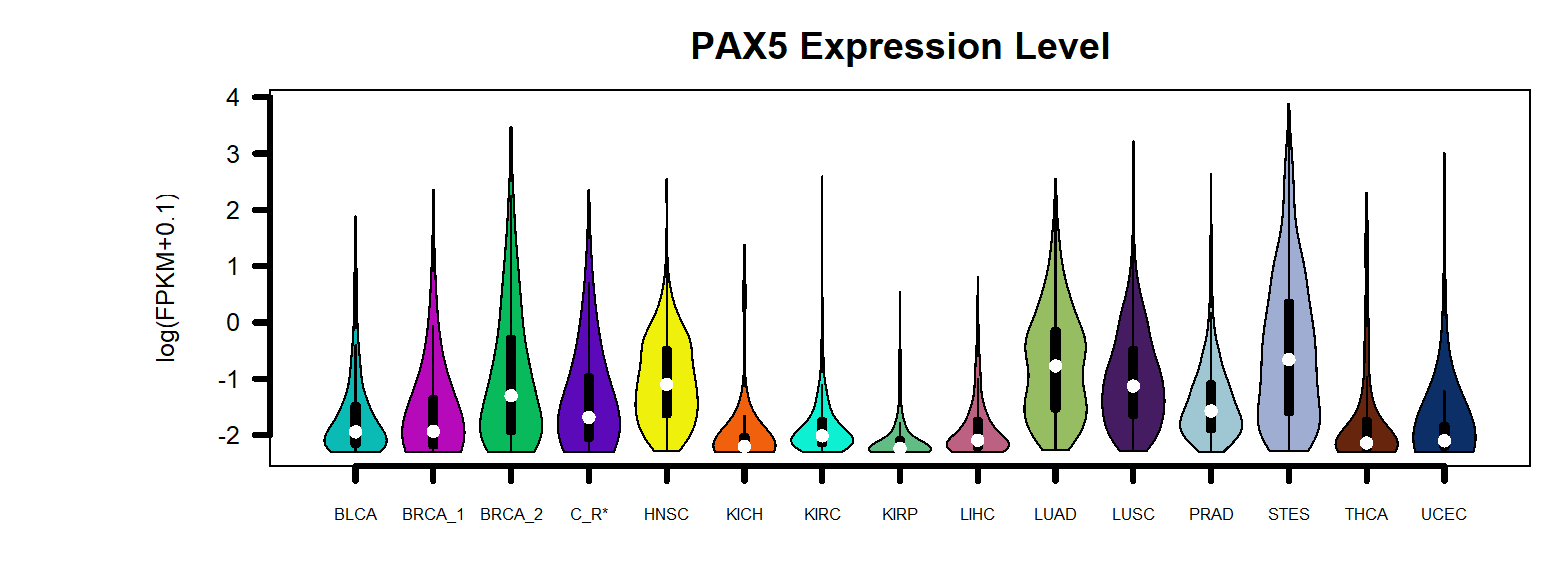 PAX5 Expression Level
log(FPKM+0.1)
4
3
2
1
0
-1
-2
BLCA BRCA_1 BRCA_2 C_R* HNSC KICH KIRC KIRP LIHC LUAD LUSC PRAD STES THCA UCEC